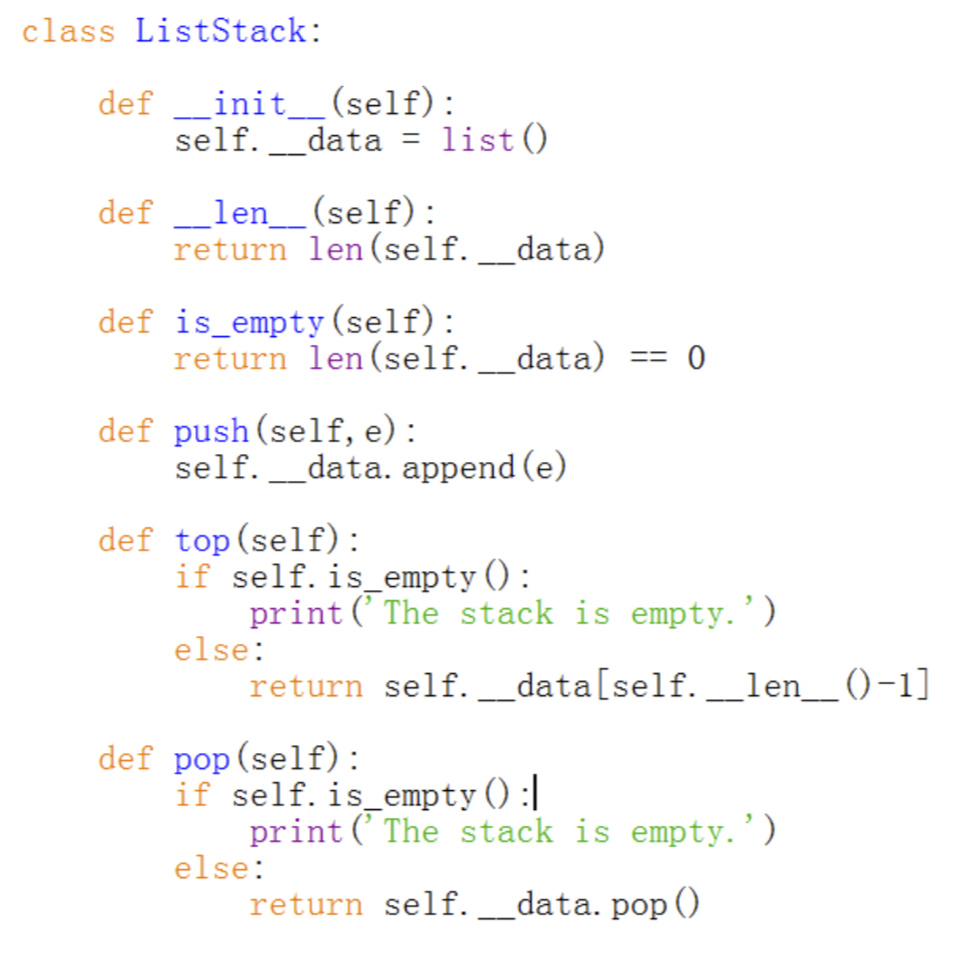 class ListStack:
    def __init__(self):
        self.__data = list()
    def __len__(self):
        return len(self.__data)
    def is_empty(self):
        return len(self.__data) == 0
    def push(self,e):
        self.__data.append(e)
    def top(self):
        if self.is_empty():
            print('The stack is empty.')
        else:
            return self.__data[self.__len__()-1]
    def pop(self):
        if self.is_empty():
            print('The stack is empty.')
        else:
            return self.__data.pop()